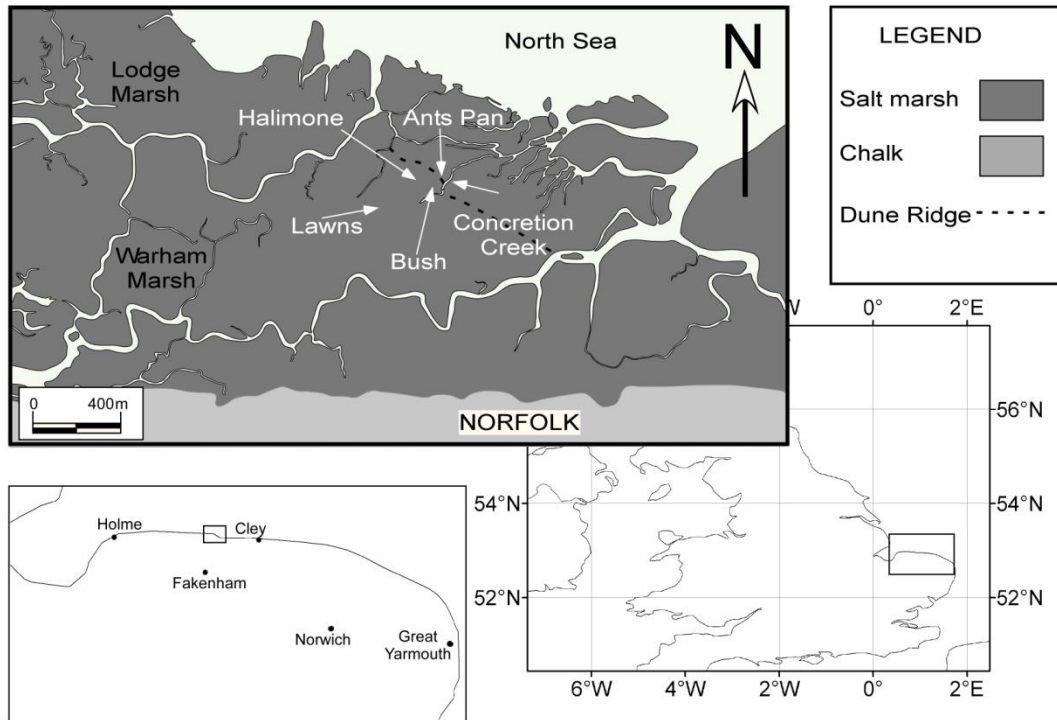 North Sea
N
Lodge
Marsh
Halimone
Ants Pan
Lawns
Concretion
Creek
Bush
Warham
Marsh
0 400m
NORFOLK
LEGEND
Salt marsh
Chalk
Dune Ridge
W 0° 2°E
56°N
54°N 54°N
52°N 52°N
6°W 4°W 2°W 0° 2°E
Holme
Cley
Fakenham
Norwich
Great
Yarmouth